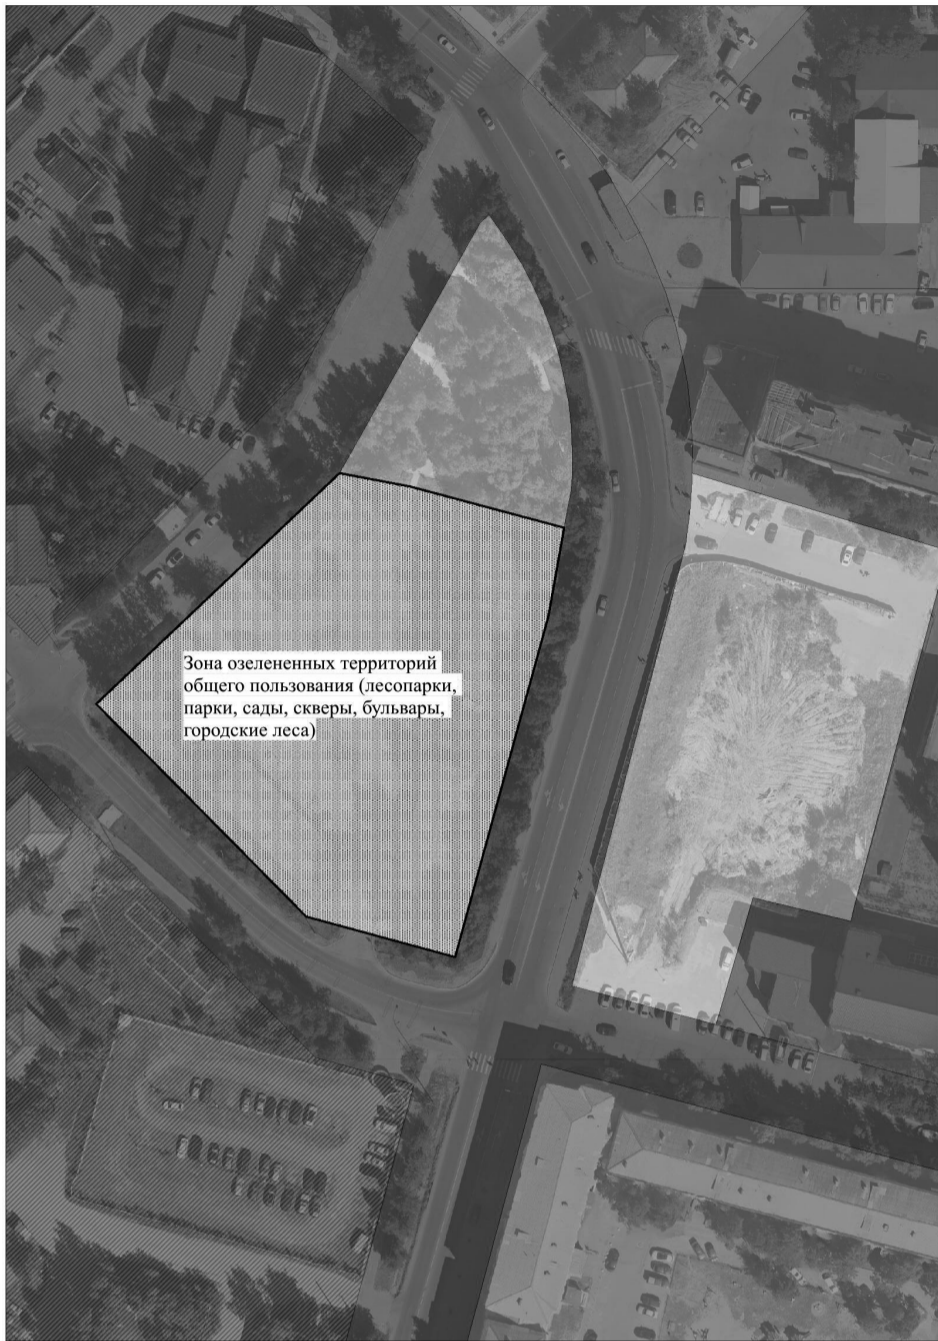 Зона озелененных территорий
общего пользования (лесопарки,
парки, сады, скверы, бульвары,
городские леса)